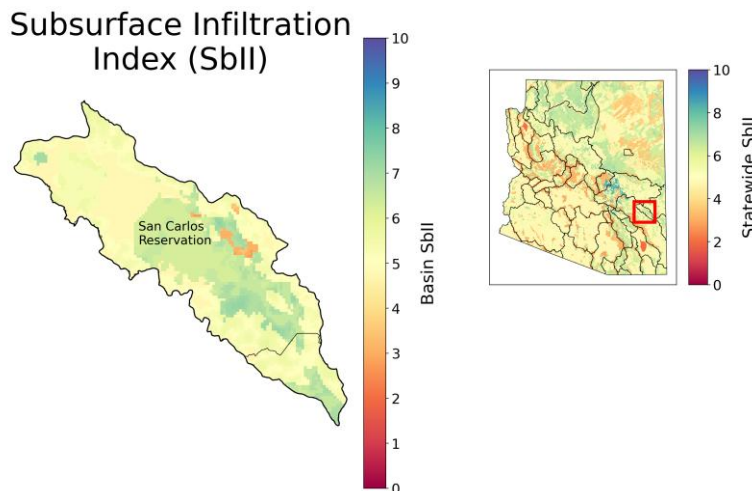 Subsurface Infiltration
Index (SbII)
San Carlos
Reservation
10
9
8
7
6
5
4
3
2
1
0
Basin SbII
10
8
6
4
2
0
Statewide SbII